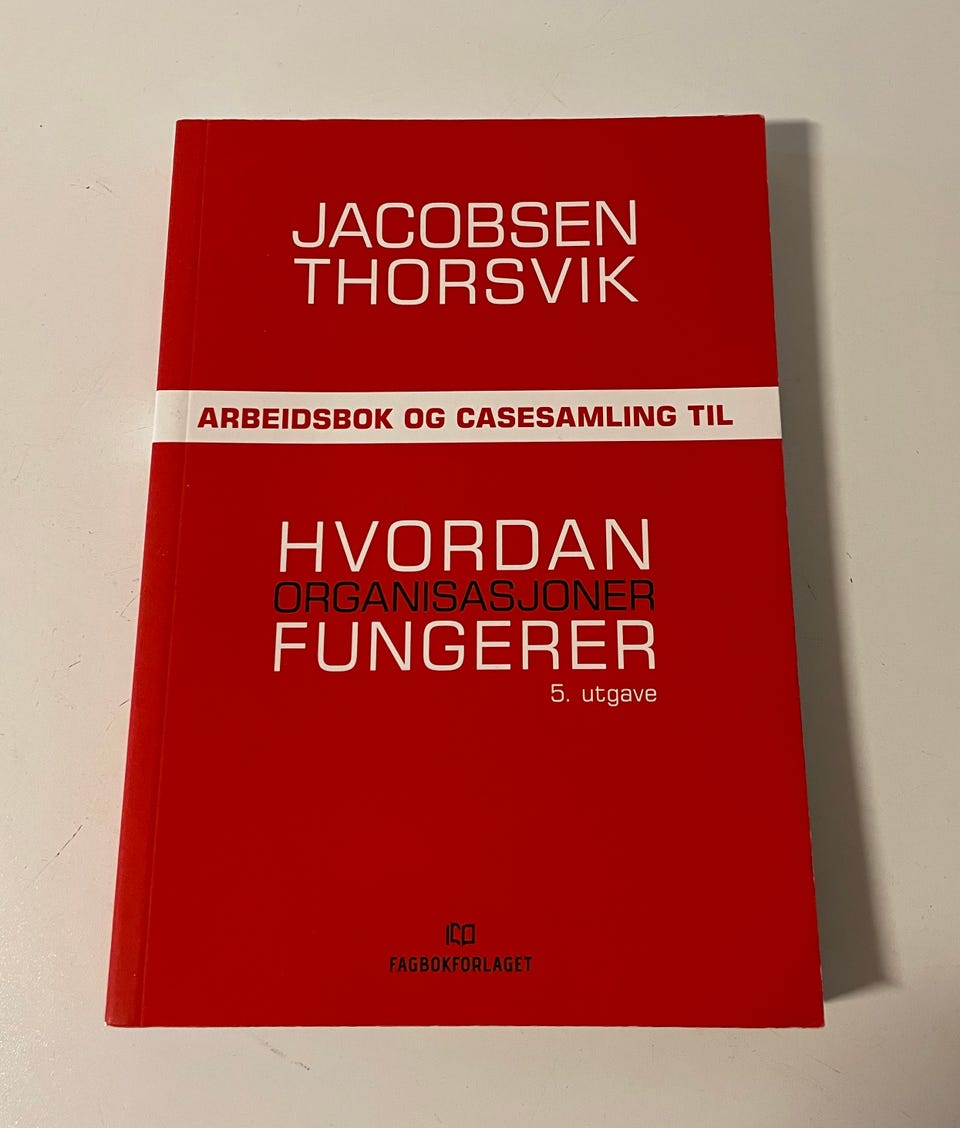 JACOBSEN
THORSVIK
ARBEIDSBOK OG CASESAMLING TIL
HVORDAN
ORGANISASJONER
FUNGERER
5. utgave
FAGBOKFORLAGET